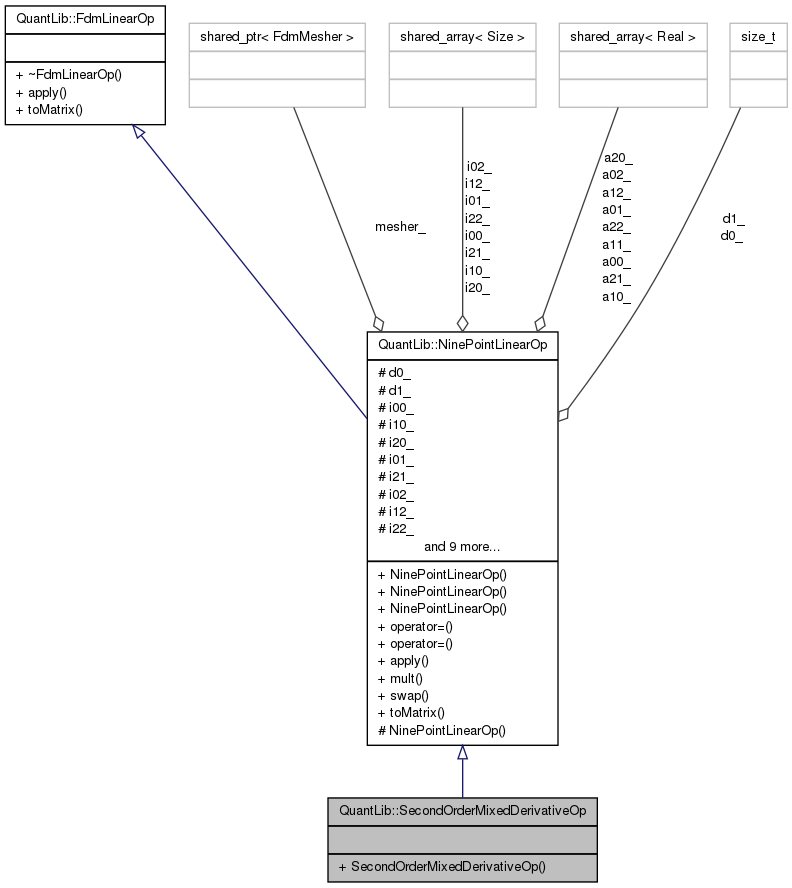 QuantLib::FdmLinearOp
+ ~FdmLinearOp()
+ apply()
+ toMatrix()
shared_ptr< FdmMesher >
shared_array< Size >
shared_array< Real >
size_t
mesher_
i02_
i12_
i01_
i22_
i00_
i21_
i10_
i20_
a20_
a02_
a12_
a01_
a22_
a11_
a00_
a21_
a10_
d1_
d0_
QuantLib::NinePointLinearOp
# d0_
# d1_
# i00_
# i10_
# i20_
# i01_
# i21_
# i02_
# i12_
# i22_
and 9 more...
+ NinePointLinearOp()
+ NinePointLinearOp()
+ NinePointLinearOp()
+ operator=()
+ operator=()
+ apply()
+ mult()
+ swap()
+ toMatrix()
# NinePointLinearOp()
QuantLib::SecondOrderMixedDerivativeOp
+ SecondOrderMixedDerivativeOp()